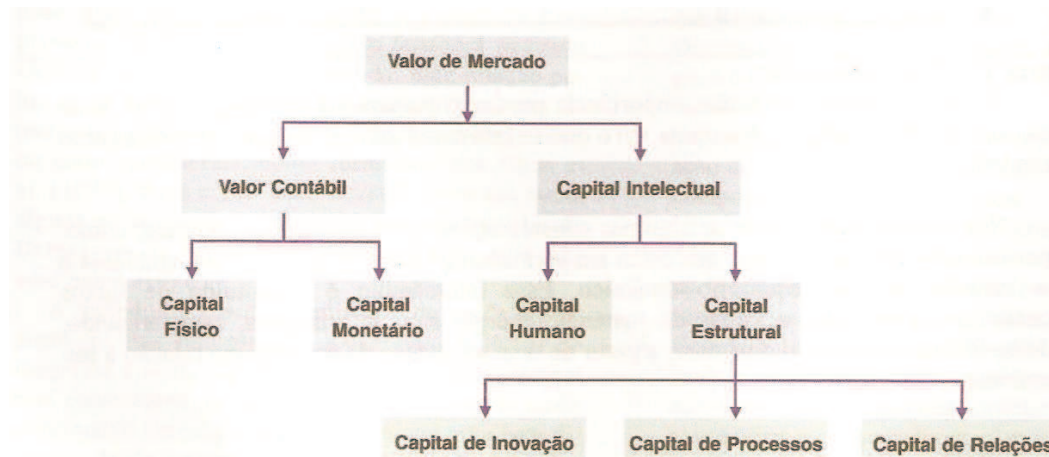 Valor de Mercado
Valor Contábil
Capital Intelectual
Capital
Físico
Capital
Monetário
Capital
Humano
Capital
Estrutural
Capital de Inovação
Capital de Processos
Capital de Relações